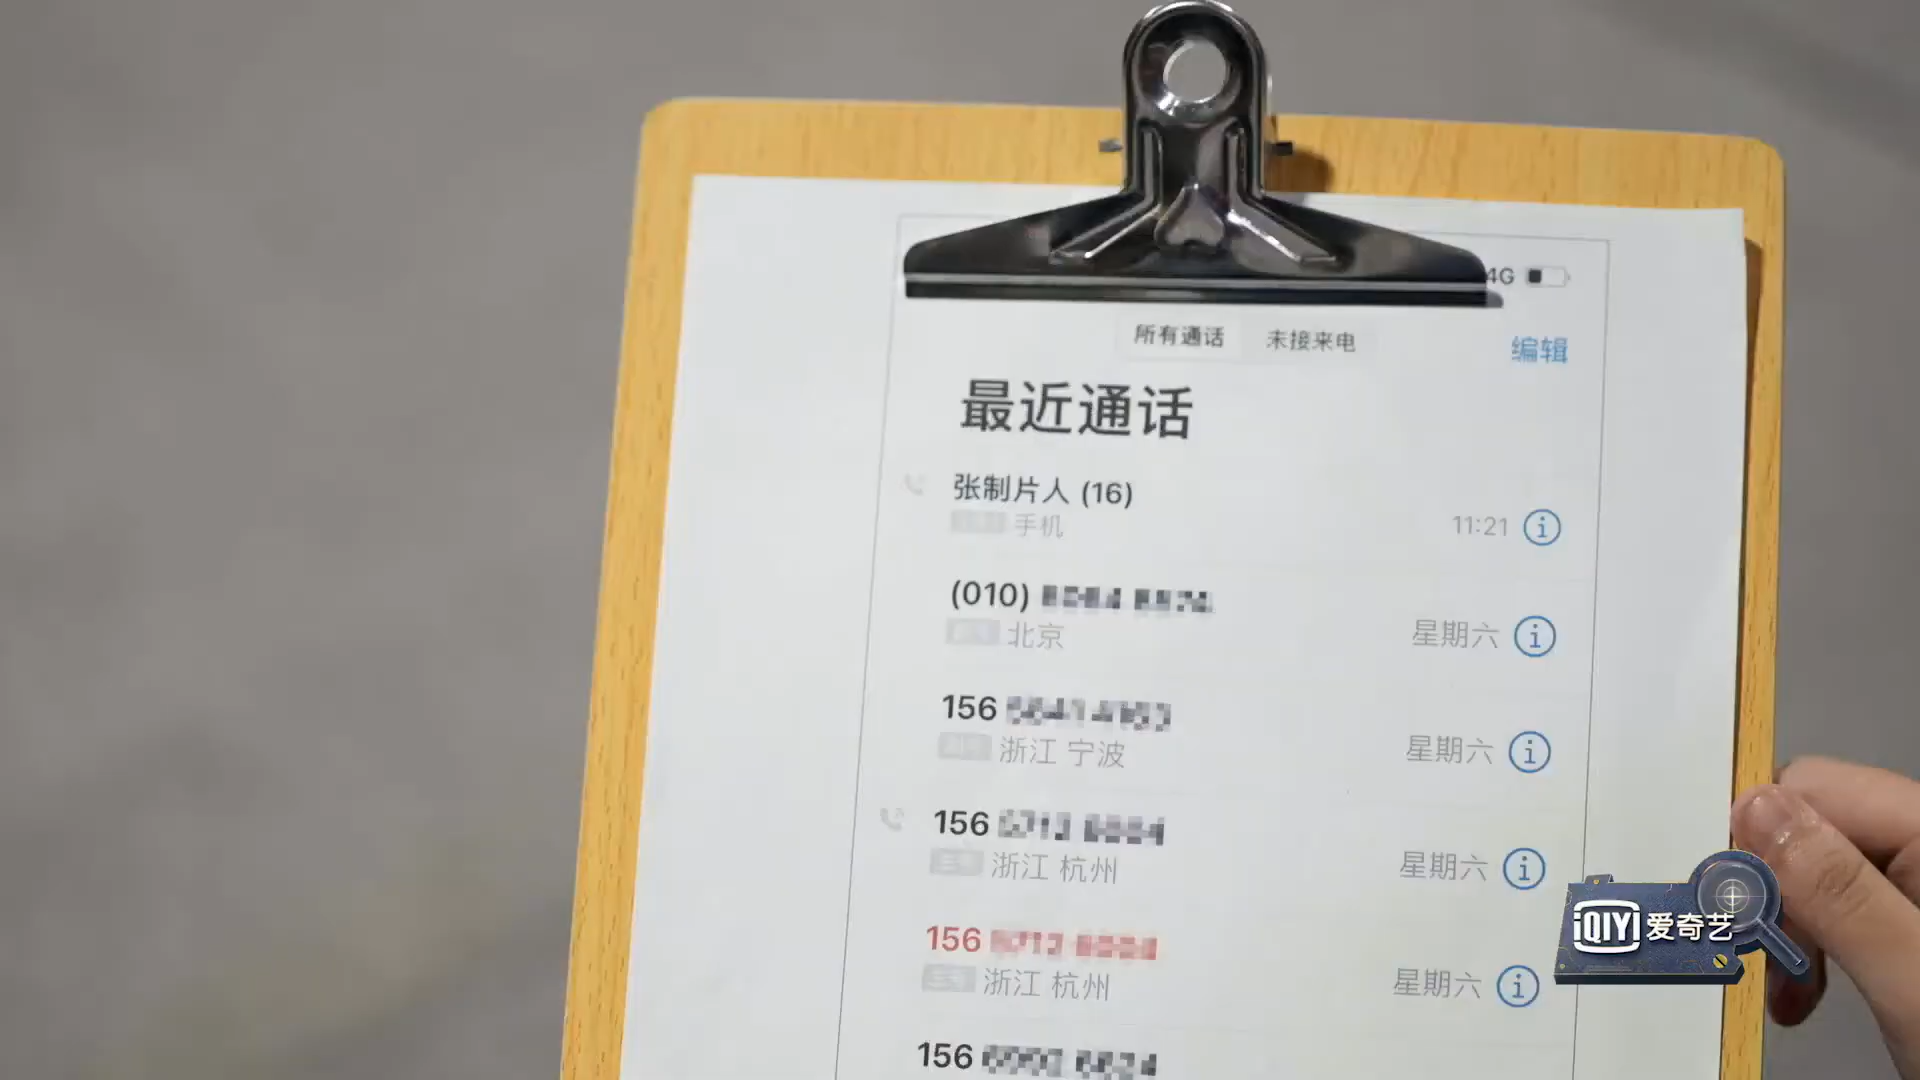 4G
所有通话 未接来电 编辑
最近通话
张制片人 (16)
手机 11:21
(010)
北京 星期六
156
浙江 宁波 星期六
156
浙江 杭州 星期六
156
浙江 杭州 星期六
156
iQIYI 爱奇艺